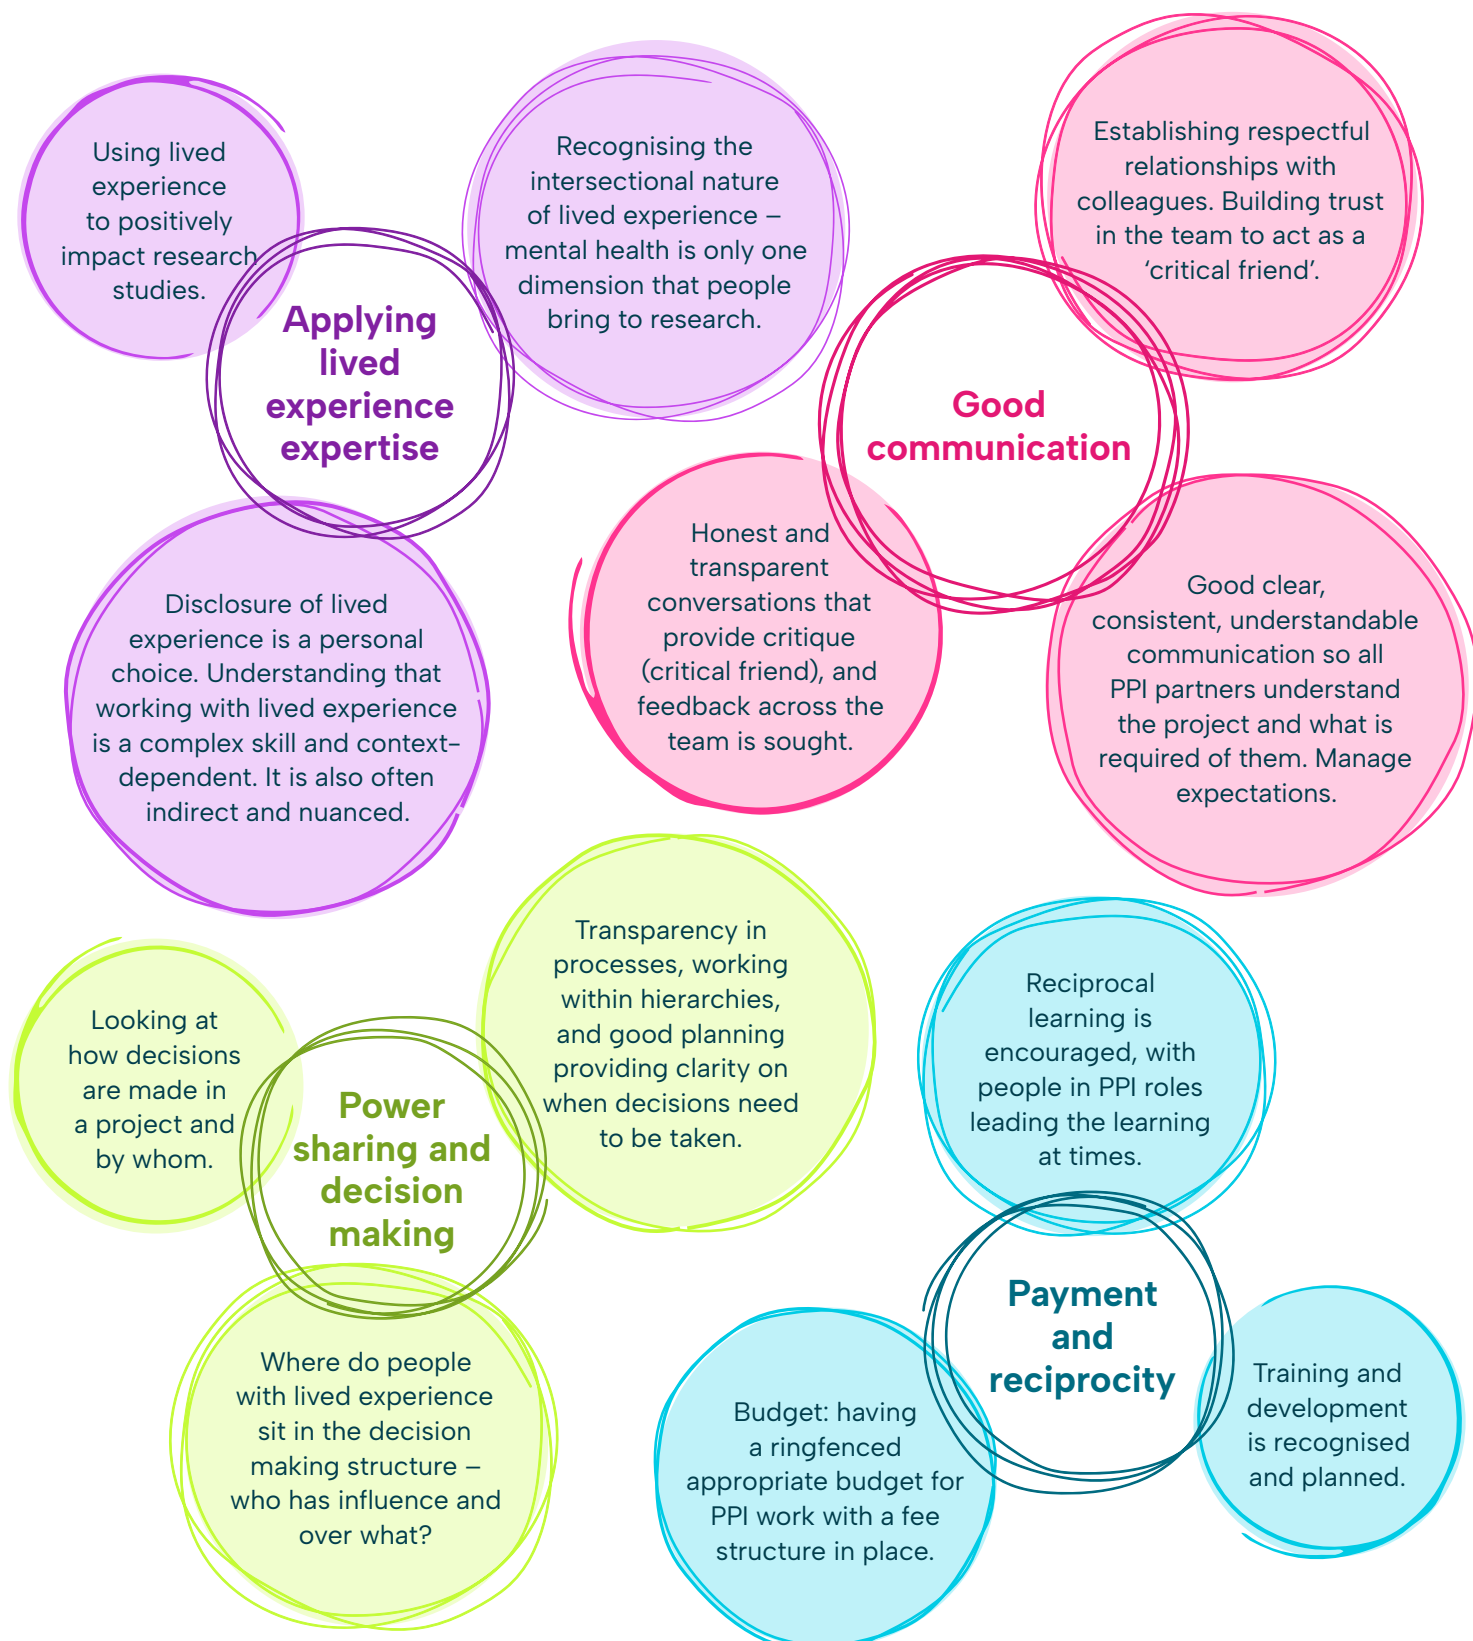 Using lived
experience
to positively
impact research
studies.
Recognising the
intersectional nature
of lived experience –
mental health is only one
dimension that people
bring to research.
Applying
lived
experience
expertise
Disclosure of lived
experience is a personal
choice. Understanding that
working with lived experience
is a complex skill and context-
dependent. It is also often
indirect and nuanced.
Establishing respectful
relationships with
colleagues. Building trust
in the team to act as a
‘critical friend’.
Good
communication
Honest and
transparent
conversations that
provide critique
(critical friend), and
feedback across the
team is sought.
Good clear,
consistent, understandable
communication so all
PPI partners understand
the project and what is
required of them. Manage
expectations.
Looking at
how decisions
are made in
a project and
by whom.
Transparency in
processes, working
within hierarchies,
and good planning
providing clarity on
when decisions need
to be taken.
Power
sharing and
decision
making
Where do people
with lived experience
sit in the decision
making structure –
who has influence and
over what?
Reciprocal
learning is
encouraged, with
people in PPI roles
leading the learning
at times.
Payment
and
reciprocity
Budget: having
a ringfenced
appropriate budget for
PPI work with a fee
structure in place.
Training and
development
is recognised
and planned.